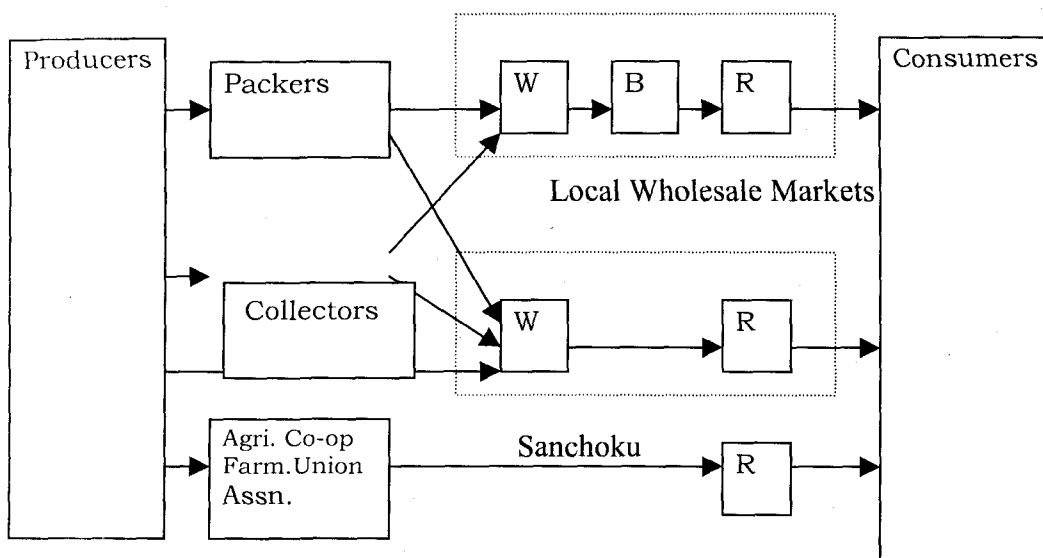 Producers
Packers
W
B
R
Consumers
Local Wholesale Markets
Collectors
W
R
Agri. Co-op
Farm.Union
Assn.
Sanchoku
R